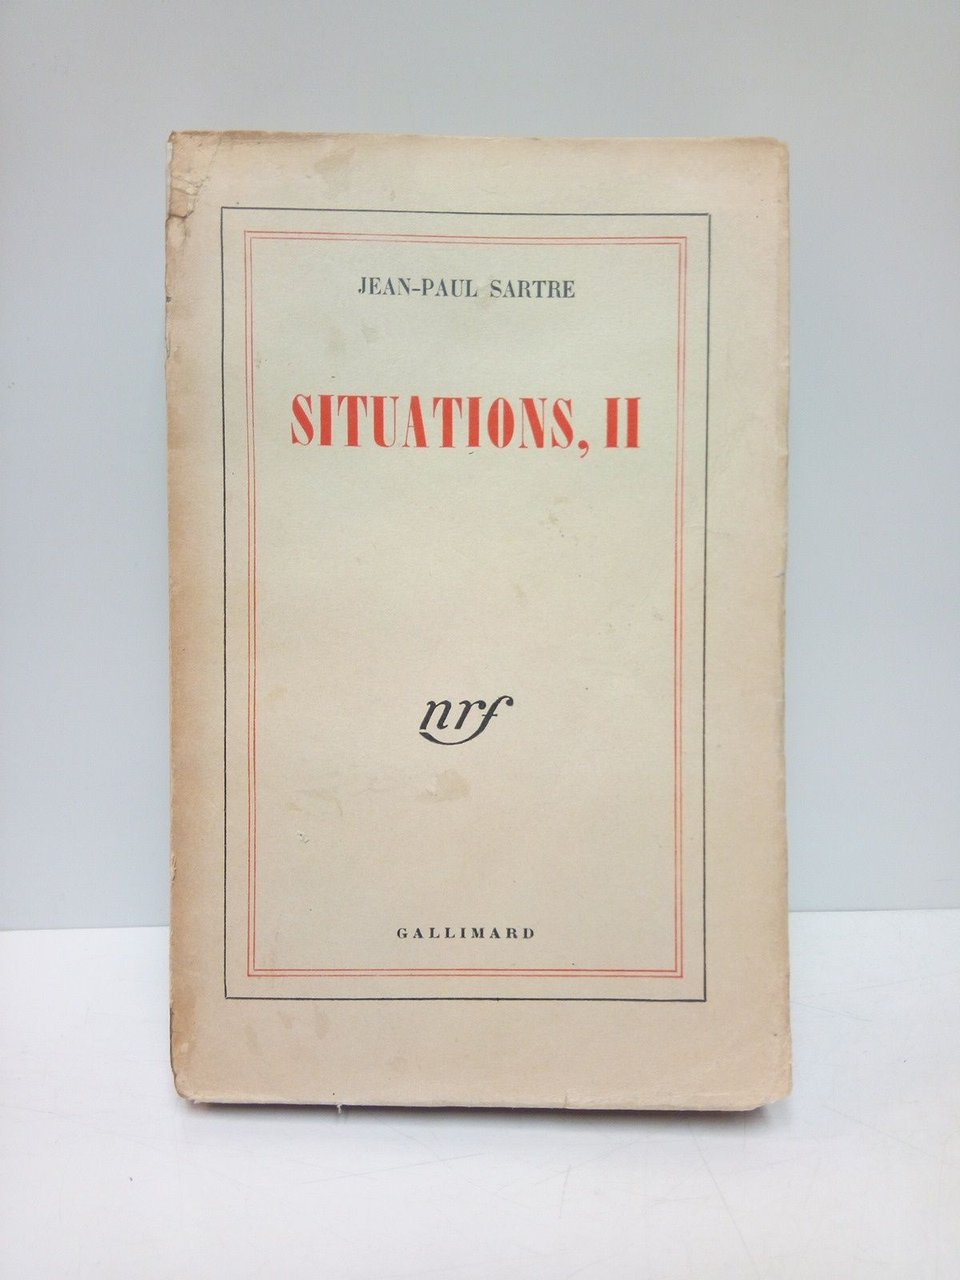 JEAN-PAUL SARTRE
SITUATIONS, II
nrf
GALLIMARD